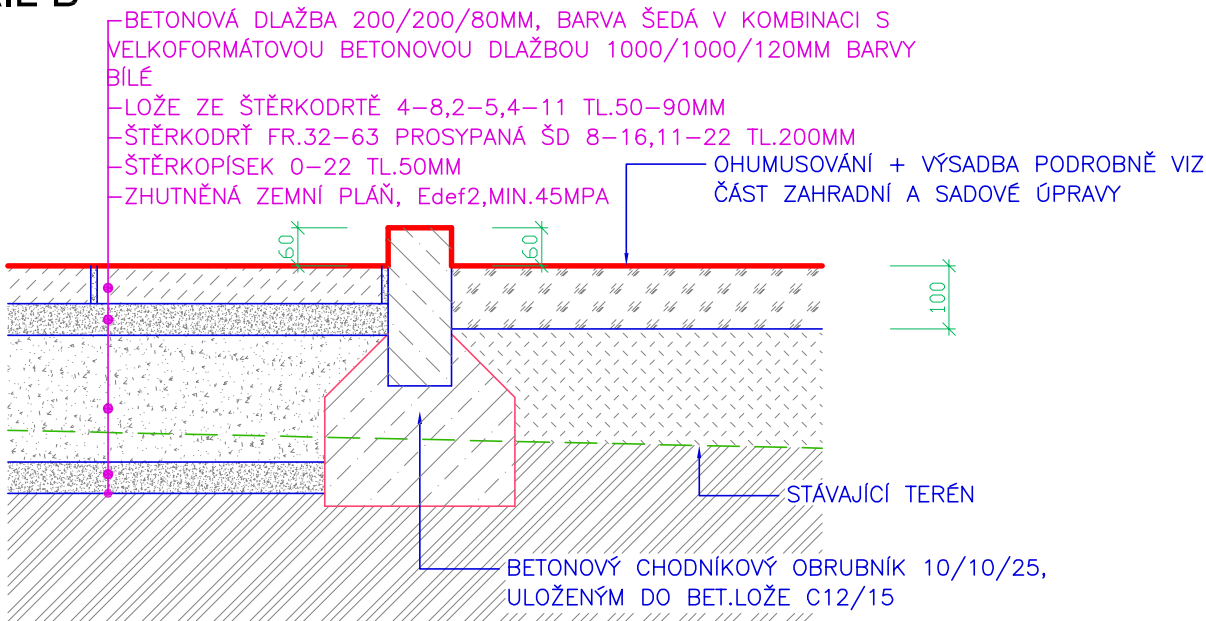 BETONOVÁ DLAŽBA 200/200/80MM, BARVA ŠEDÁ V KOMBINACI S
VELKOFORMÁTOVOU BETONOVOU DLAŽBOU 1000/1000/120MM BARVY
BÍLÉ
LOŽE ZE ŠTĚRKODRTĚ 4-8,2-5,4-11 TL.50-90MM
ŠTĚRKODRŤ FR.32-63 PROSYPANÁ ŠD 8-16,11-22 TL.200MM
ŠTĚRKOPÍSEK 0-22 TL.50MM
ZHUTNĚNÁ ZEMNÍ PLÁŇ, Edef2,MIN.45MPA
OHUMUSOVÁNÍ + VÝSADBA PODROBNĚ VIZ
ČÁST ZAHRADNÍ A SADOVÉ ÚPRAVY
60
60
100
STÁVAJÍCÍ TERÉN
BETONOVÝ CHODNÍKOVÝ OBRUBNÍK 10/10/25,
ULOŽENÝM DO BET.LOŽE C12/15